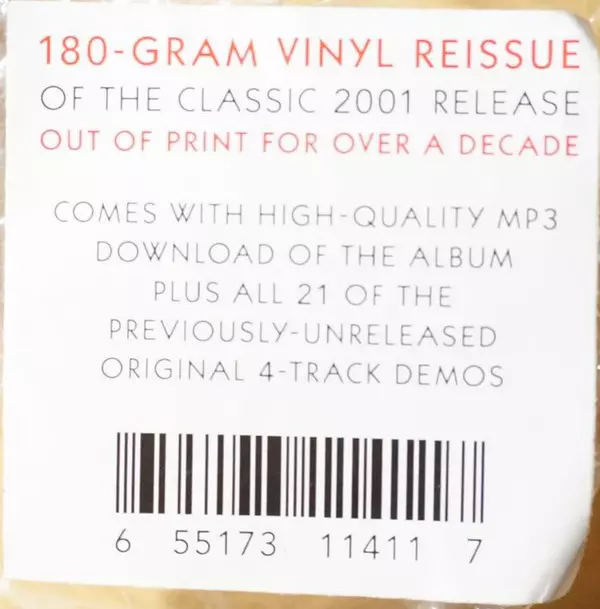 180-GRAM VINYL REISSUE
OF THE CLASSIC 2001 RELEASE
OUT OF PRINT FOR OVER A DECADE
COMES WITH HIGH-QUALITY MP3
DOWNLOAD OF THE ALBUM
PLUS ALL 21 OF THE
PREVIOUSLY-UNRELEASED
ORIGINAL 4-TRACK DEMOS
6 55173 11411 7